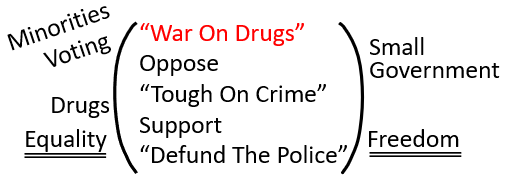 Minorities
Voting
Drugs
Equality
“War On Drugs”
Oppose
“Tough On Crime”
Support
“Defund The Police”
Small
Government
Freedom